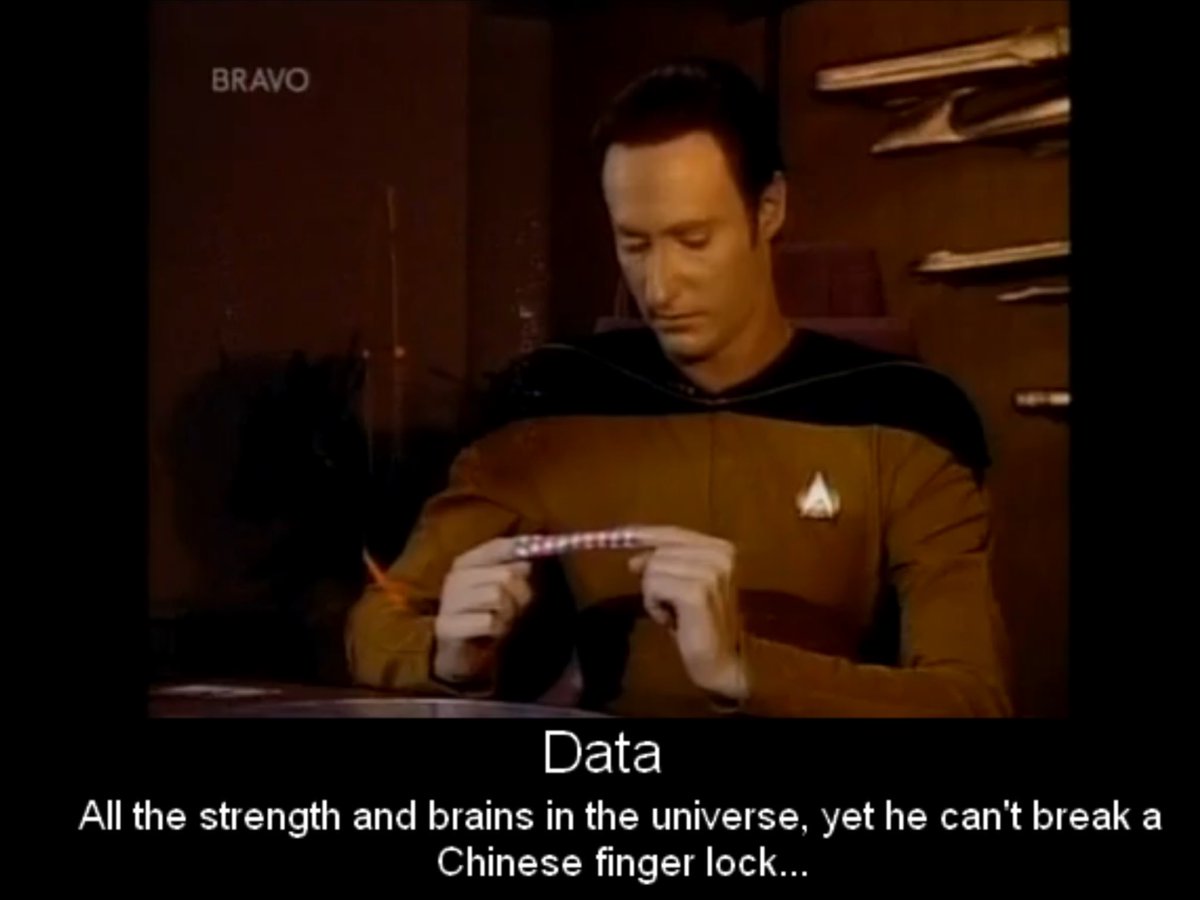 BRAVO
Data
All the strength and brains in the universe, yet he can't break a
Chinese finger lock...